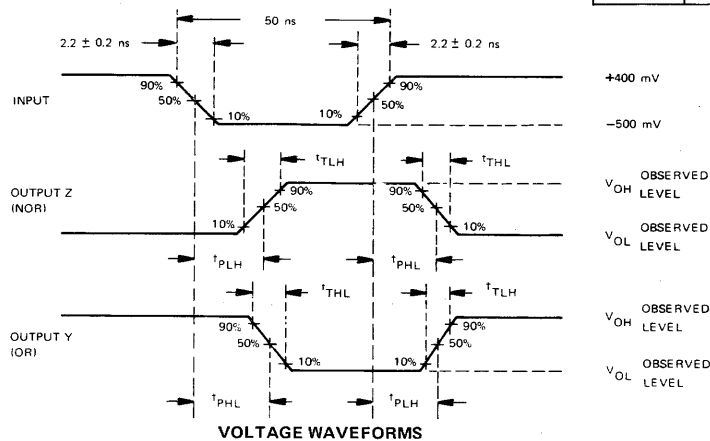 50 ns
2.2 ± 0.2 ns
2.2 ± 0.2 ns
INPUT
90%
50%
10%
10%
90%
50%
+400 mV
−500 mV
tTLH
tTHL
OUTPUT Z
(NOR)
10%
90%
50%
90%
50%
10%
VOH OBSERVED
LEVEL
VOL OBSERVED
LEVEL
tPLH
tPHL
tTHL
tTLH
OUTPUT Y
(OR)
90%
50%
10%
10%
90%
50%
VOH OBSERVED
LEVEL
VOL OBSERVED
LEVEL
tPHL
tPLH
VOLTAGE WAVEFORMS